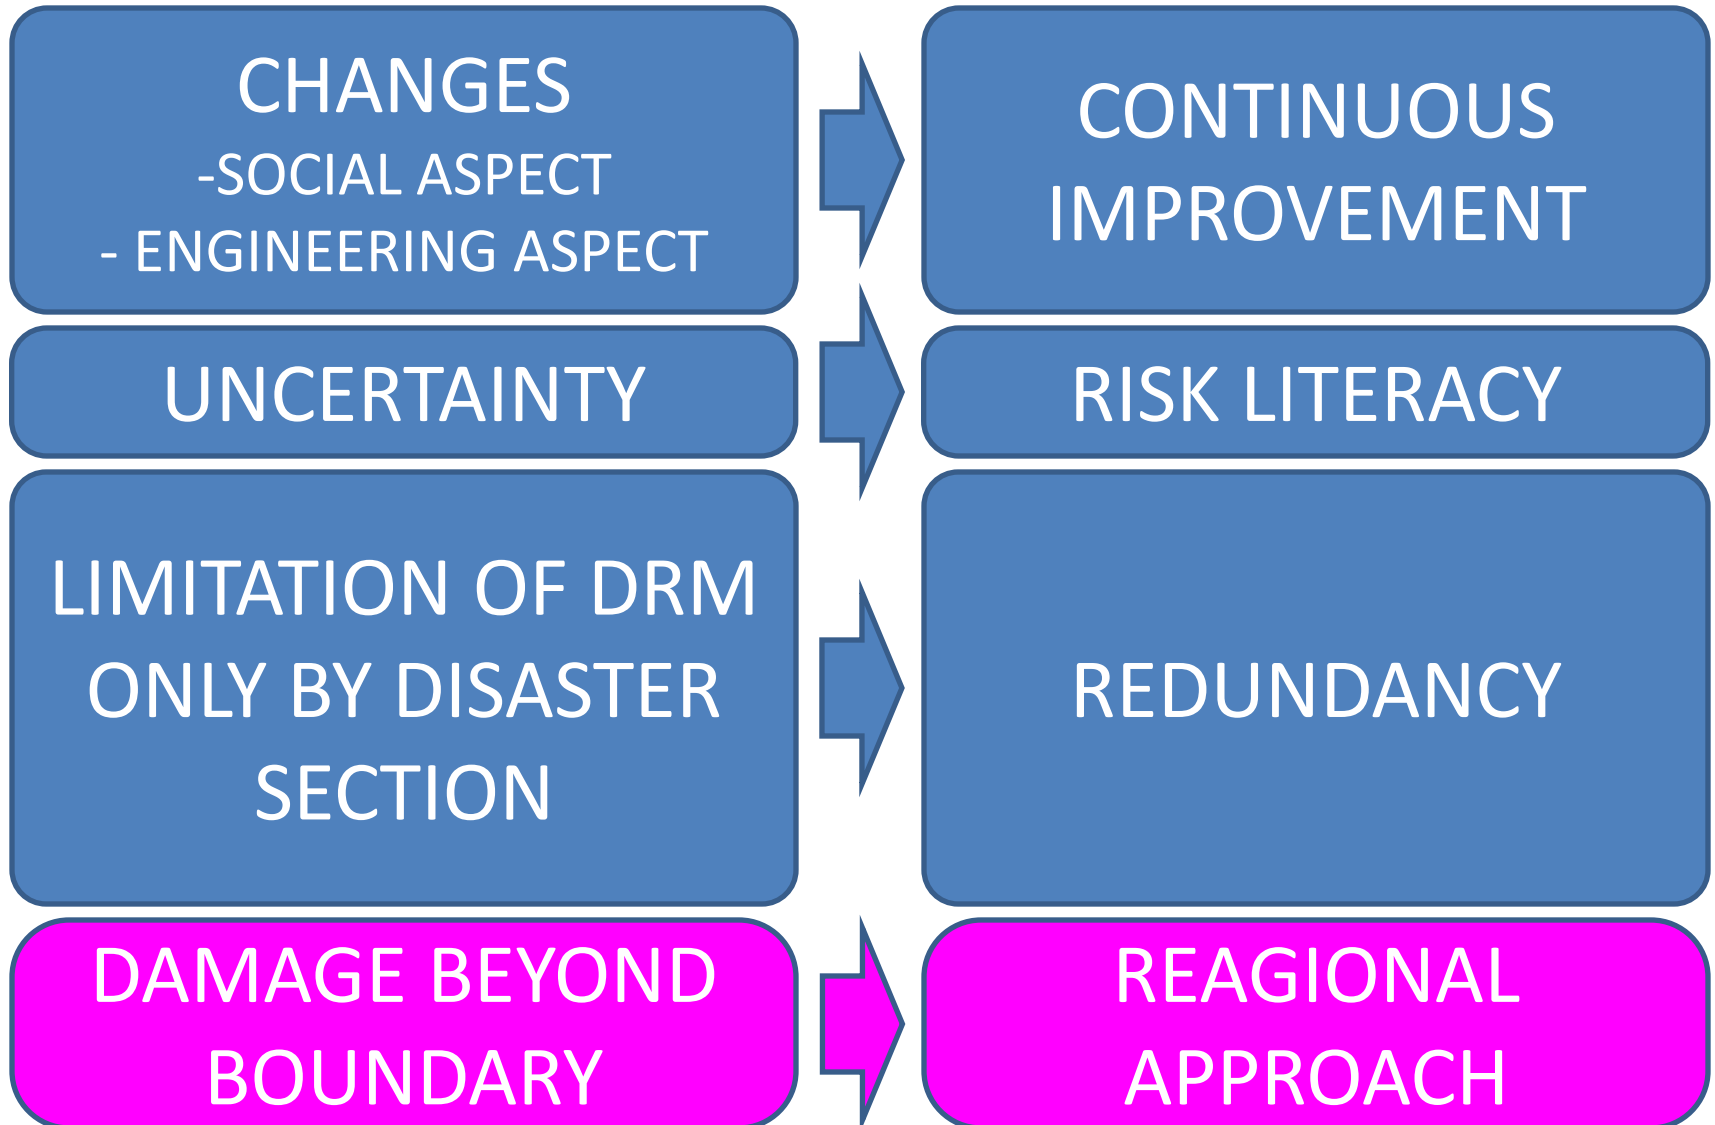 CHANGES
-SOCIAL ASPECT
- ENGINEERING ASPECT
CONTINUOUS
IMPROVEMENT
UNCERTAINTY
RISK LITERACY
LIMITATION OF DRM
ONLY BY DISASTER
SECTION
REDUNDANCY
DAMAGE BEYOND
BOUNDARY
REAGIONAL
APPROACH